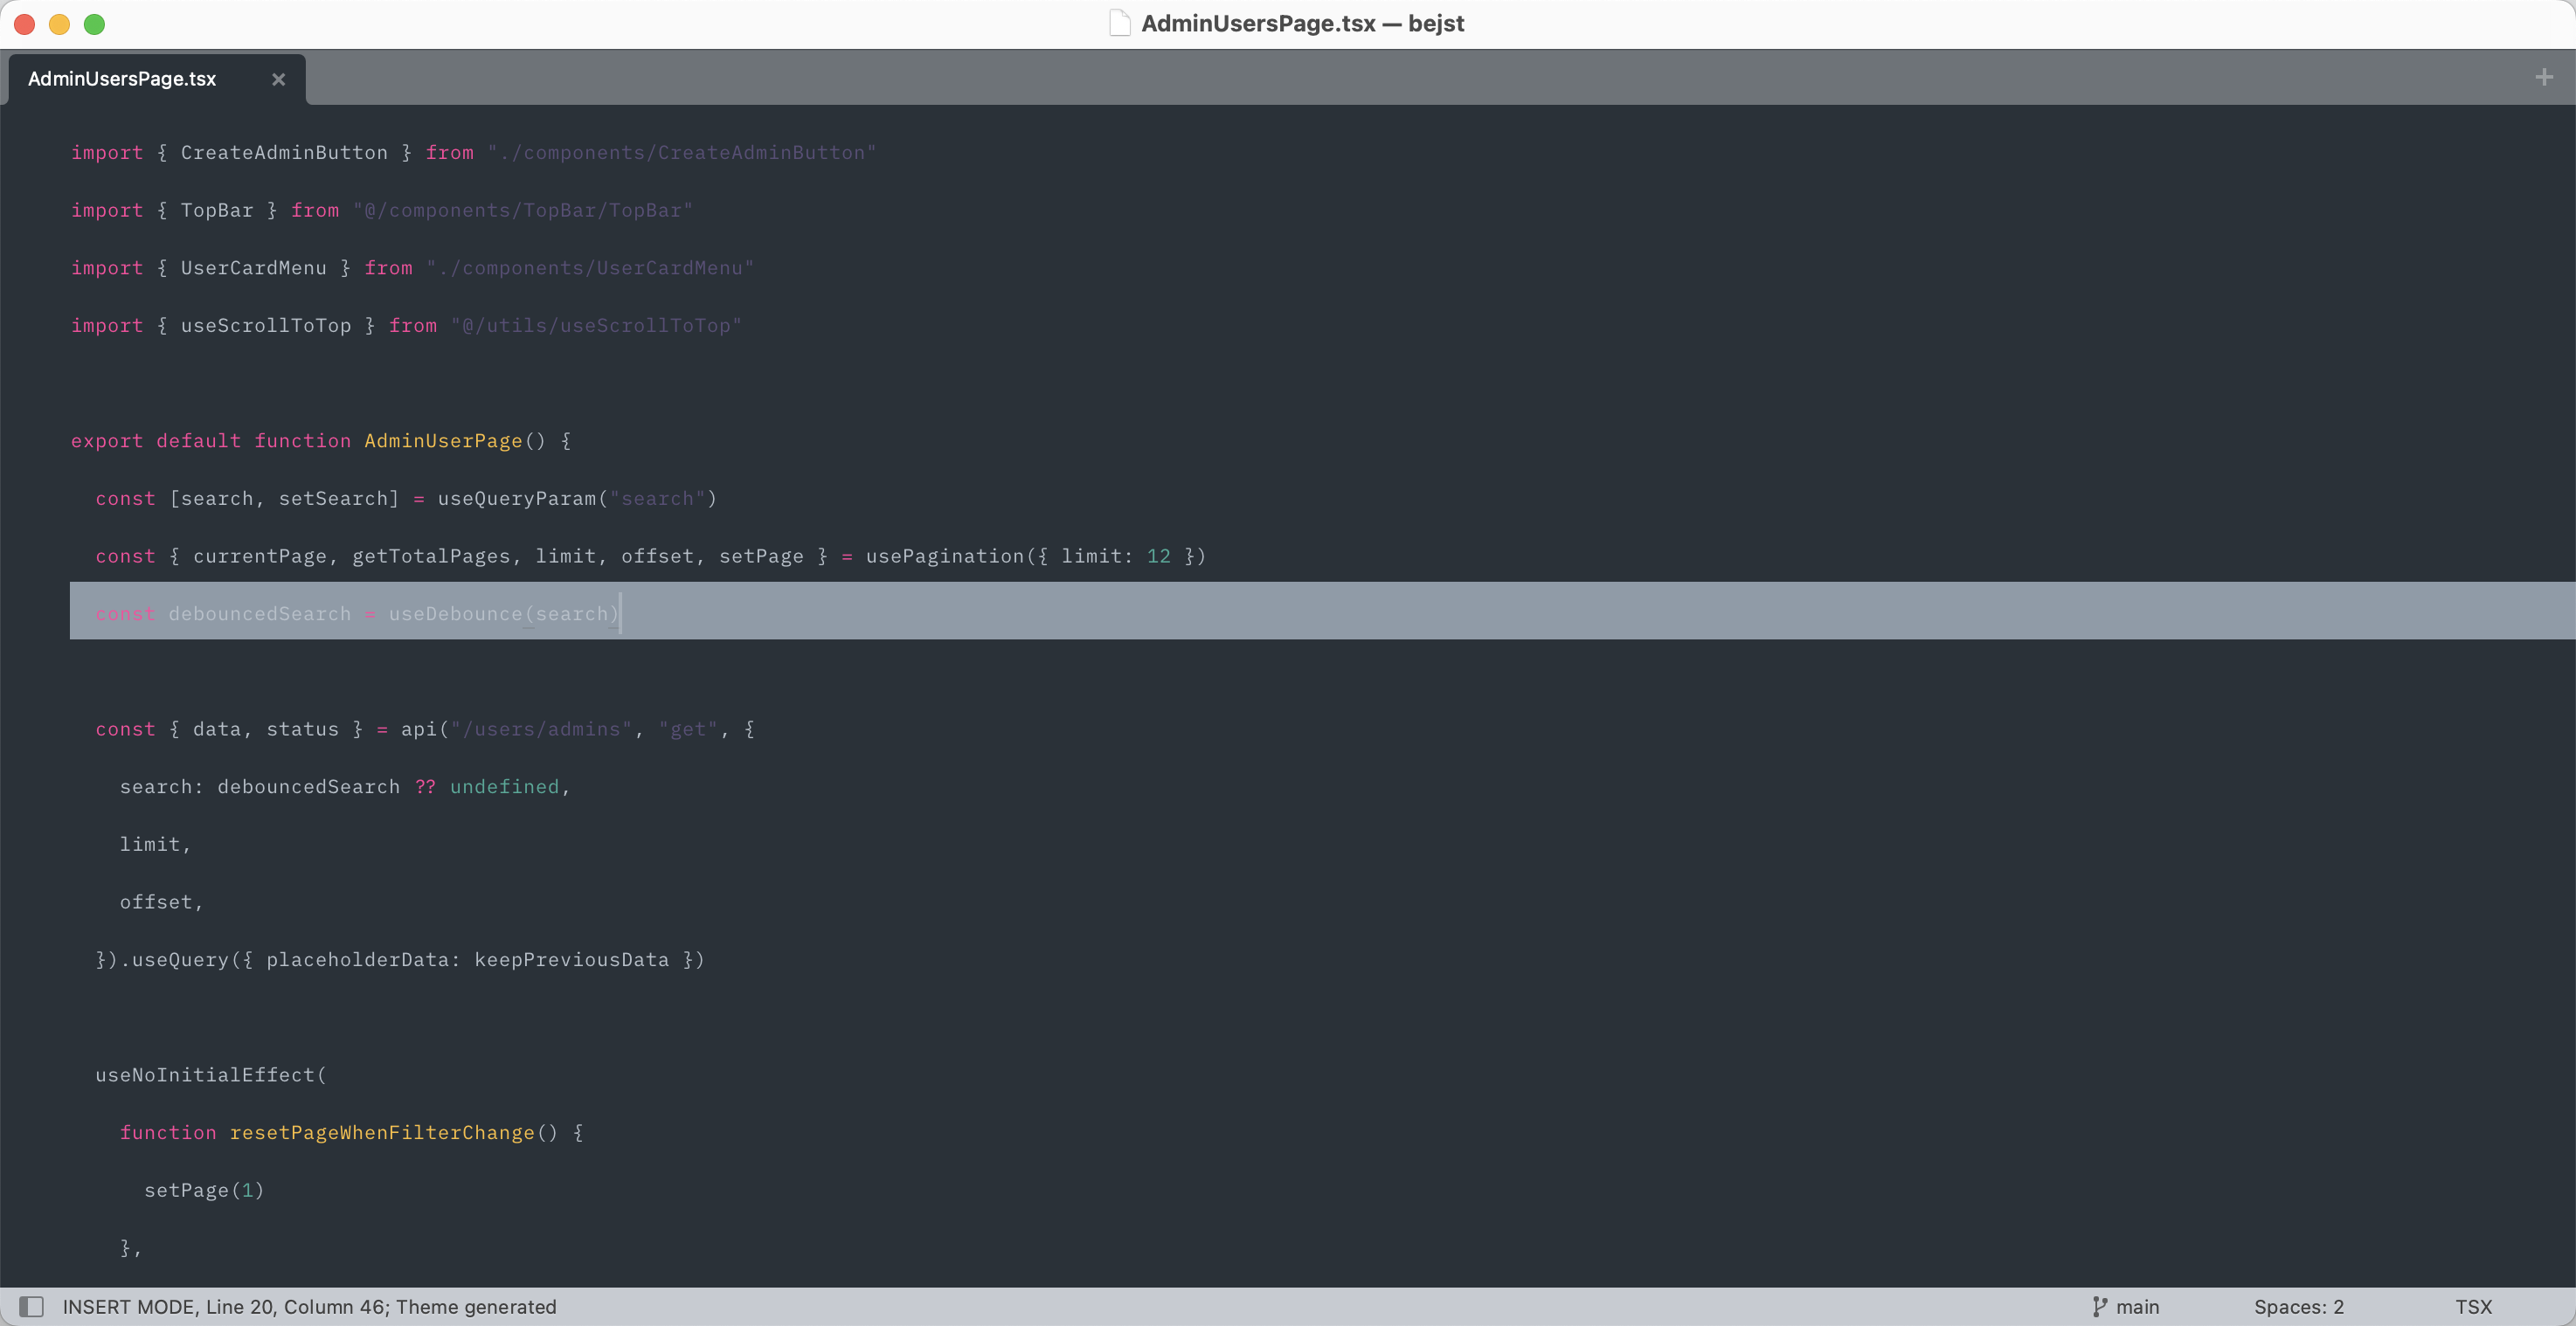 AdminUsersPage.tsx — bejst
AdminUsersPage.tsx
import { CreateAdminButton } from "./components/CreateAdminButton"
import { TopBar } from "@/components/TopBar/TopBar"
import { UserCardMenu } from "./components/UserCardMenu"
import { useScrollToTop } from "@/utils/useScrollToTop"
export default function AdminUserPage() {
const [search, setSearch] = useQueryParam("search")
const { currentPage, getTotalPages, limit, offset, setPage } = usePagination({ limit: 12 })
const debouncedSearch = useDebounce(search)
const { data, status } = api("/users/admins", "get", {
search: debouncedSearch ?? undefined,
limit,
offset,
}).useQuery({ placeholderData: keepPreviousData })
useNoInitialEffect(
function resetPageWhenFilterChange() {
setPage(1)
},
INSERT MODE, Line 20, Column 46; Theme generated
main
Spaces: 2
TSX